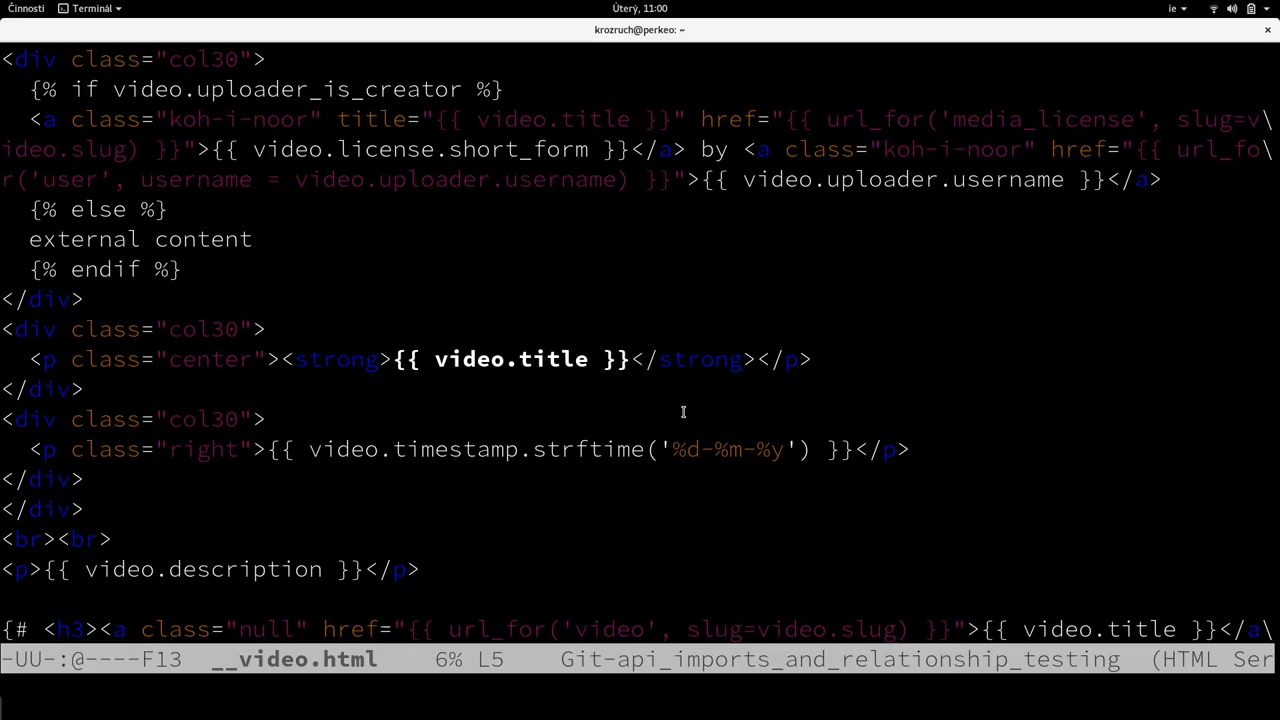 Činnosti Terminál Úterý, 11:00 ie
krozruch@perkeo: ~ ×
<div class="col30">
  {% if video.uploader_is_creator %}
  <a class="koh-i-noor" title="{{ video.title }}" href="{{ url_for('media_license', slug=v\
ideo.slug) }}">{{ video.license.short_form }}</a> by <a class="koh-i-noor" href="{{ url_fo\
r('user', username = video.uploader.username) }}">{{ video.uploader.username }}</a>
  {% else %}
  external content
  {% endif %}
</div>
<div class="col30">
  <p class="center"><strong>{{ video.title }}</strong></p>
</div>
<div class="col30">
  <p class="right">{{ video.timestamp.strftime('%d-%m-%y') }}</p>
</div>
</div>
<br><br>
<p>{{ video.description }}</p>
{# <h3><a class="null" href="{{ url_for('video', slug=video.slug) }}">{{ video.title }}</a\
-UU-:@----F13  __video.html    6% L5    Git-api_imports_and_relationship_testing  (HTML Ser